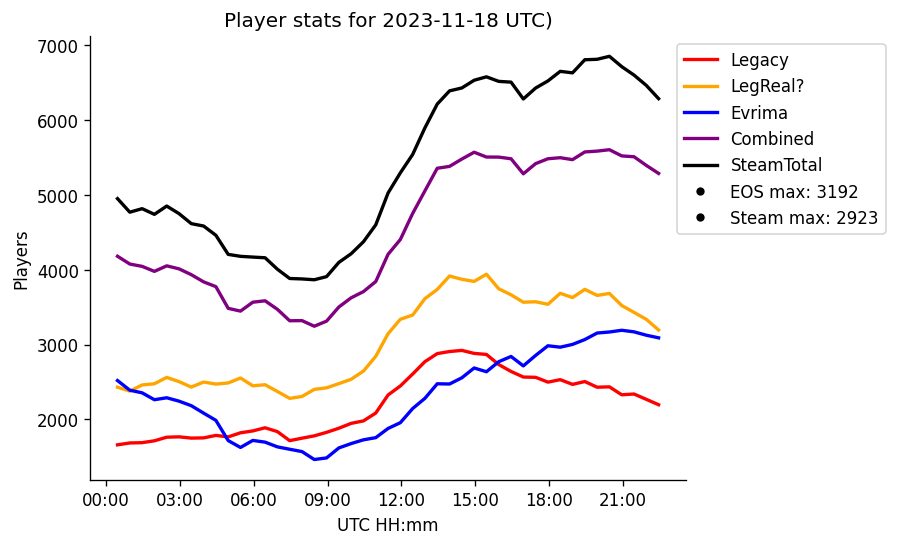 Player stats for 2023-11-18 UTC)
7000
6000
5000
4000
3000
2000
Players
00:00 03:00 06:00 09:00 12:00 15:00 18:00 21:00
UTC HH:mm
Legacy
LegReal?
Evrima
Combined
SteamTotal
EOS max: 3192
Steam max: 2923